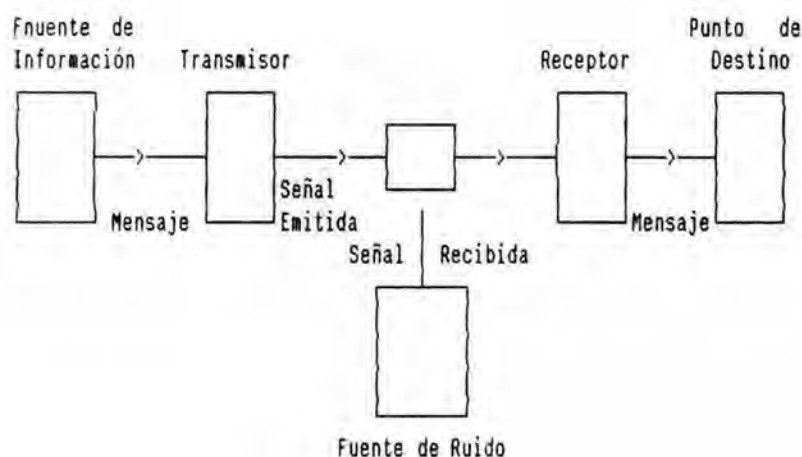 Fnuente de
Información
Transmisor
Receptor
Punto de
Destino
Mensaje
Señal
Emitida
Señal Recibida
Mensaje
Fuente de Ruido